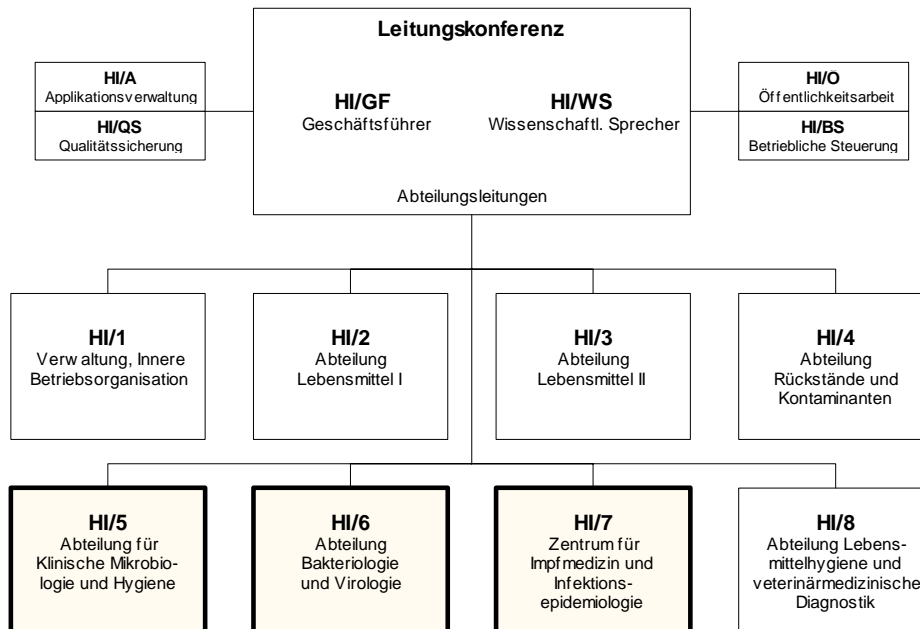 Leitungskonferenz
HI/A
Applikationsverwaltung
HI/QS
Qualitätssicherung
HI/GF
Geschäftsführer
HI/WS
Wissenschaftl. Sprecher
HI/O
Öffentlichkeitsarbeit
HI/BS
Betriebliche Steuerung
Abteilungsleitungen
HI/1
Verwaltung, Innere
Betriebsorganisation
HI/2
Abteilung
Lebensmittel I
HI/3
Abteilung
Lebensmittel II
HI/4
Abteilung
Rückstände und
Kontaminanten
HI/5
Abteilung für
Klinische Mikrobio-
logie und Hygiene
HI/6
Abteilung
Bakteriologie
und Virologie
HI/7
Zentrum für
Impfmedizin und
Infektions-
epidemiologie
HI/8
Abteilung Lebens-
mittelhygiene und
veterinärmedizinische
Diagnostik